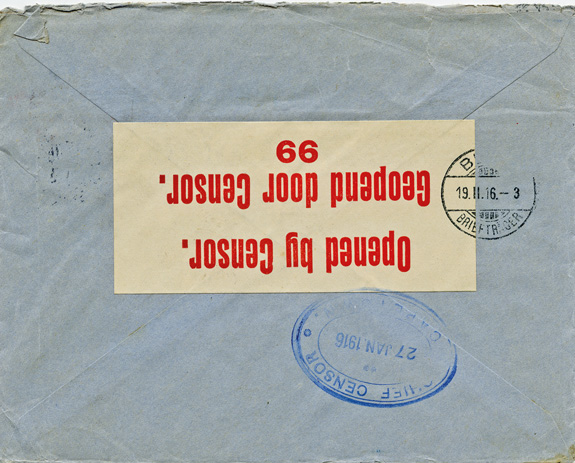 Opened by Censor.
Geopend door Censor.
99
19.II.16.–3
BRIEFTRÄGER
CHIEF CENSOR
27 JAN. 1916